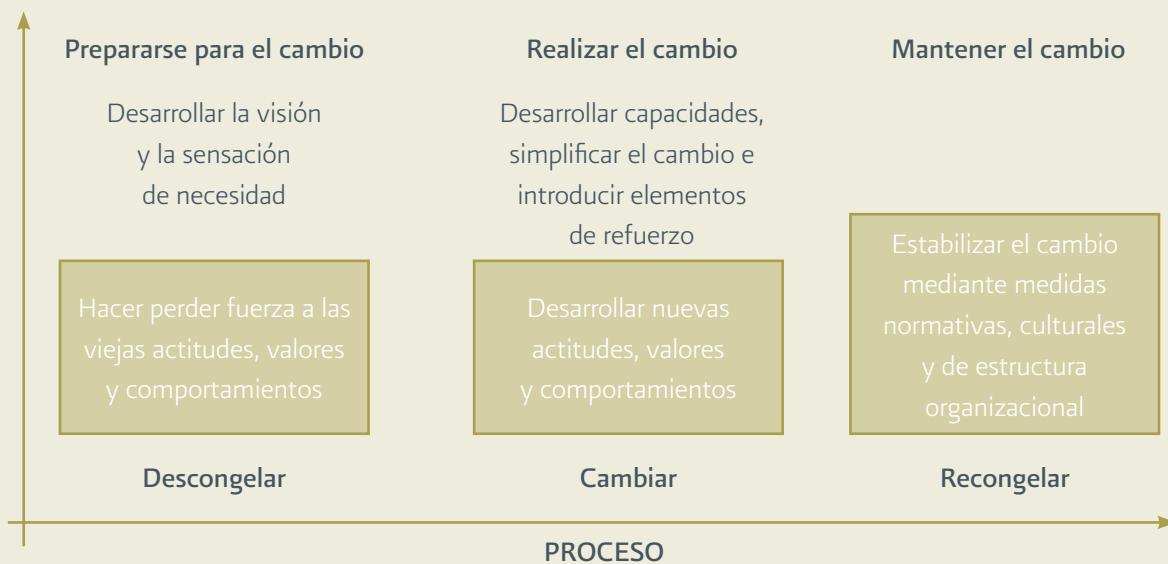 Prepararse para el cambio
Desarrollar la visión
y la sensación
de necesidad
Hacer perder fuerza a las
viejas actitudes, valores
y comportamientos
Descongelar
Realizar el cambio
Desarrollar capacidades,
simplificar el cambio e
introducir elementos
de refuerzo
Desarrollar nuevas
actitudes, valores
y comportamientos
Cambiar
Mantener el cambio
Estabilizar el cambio
mediante medidas
normativas, culturales
y de estructura
organizacional
Recongelar
PROCESO